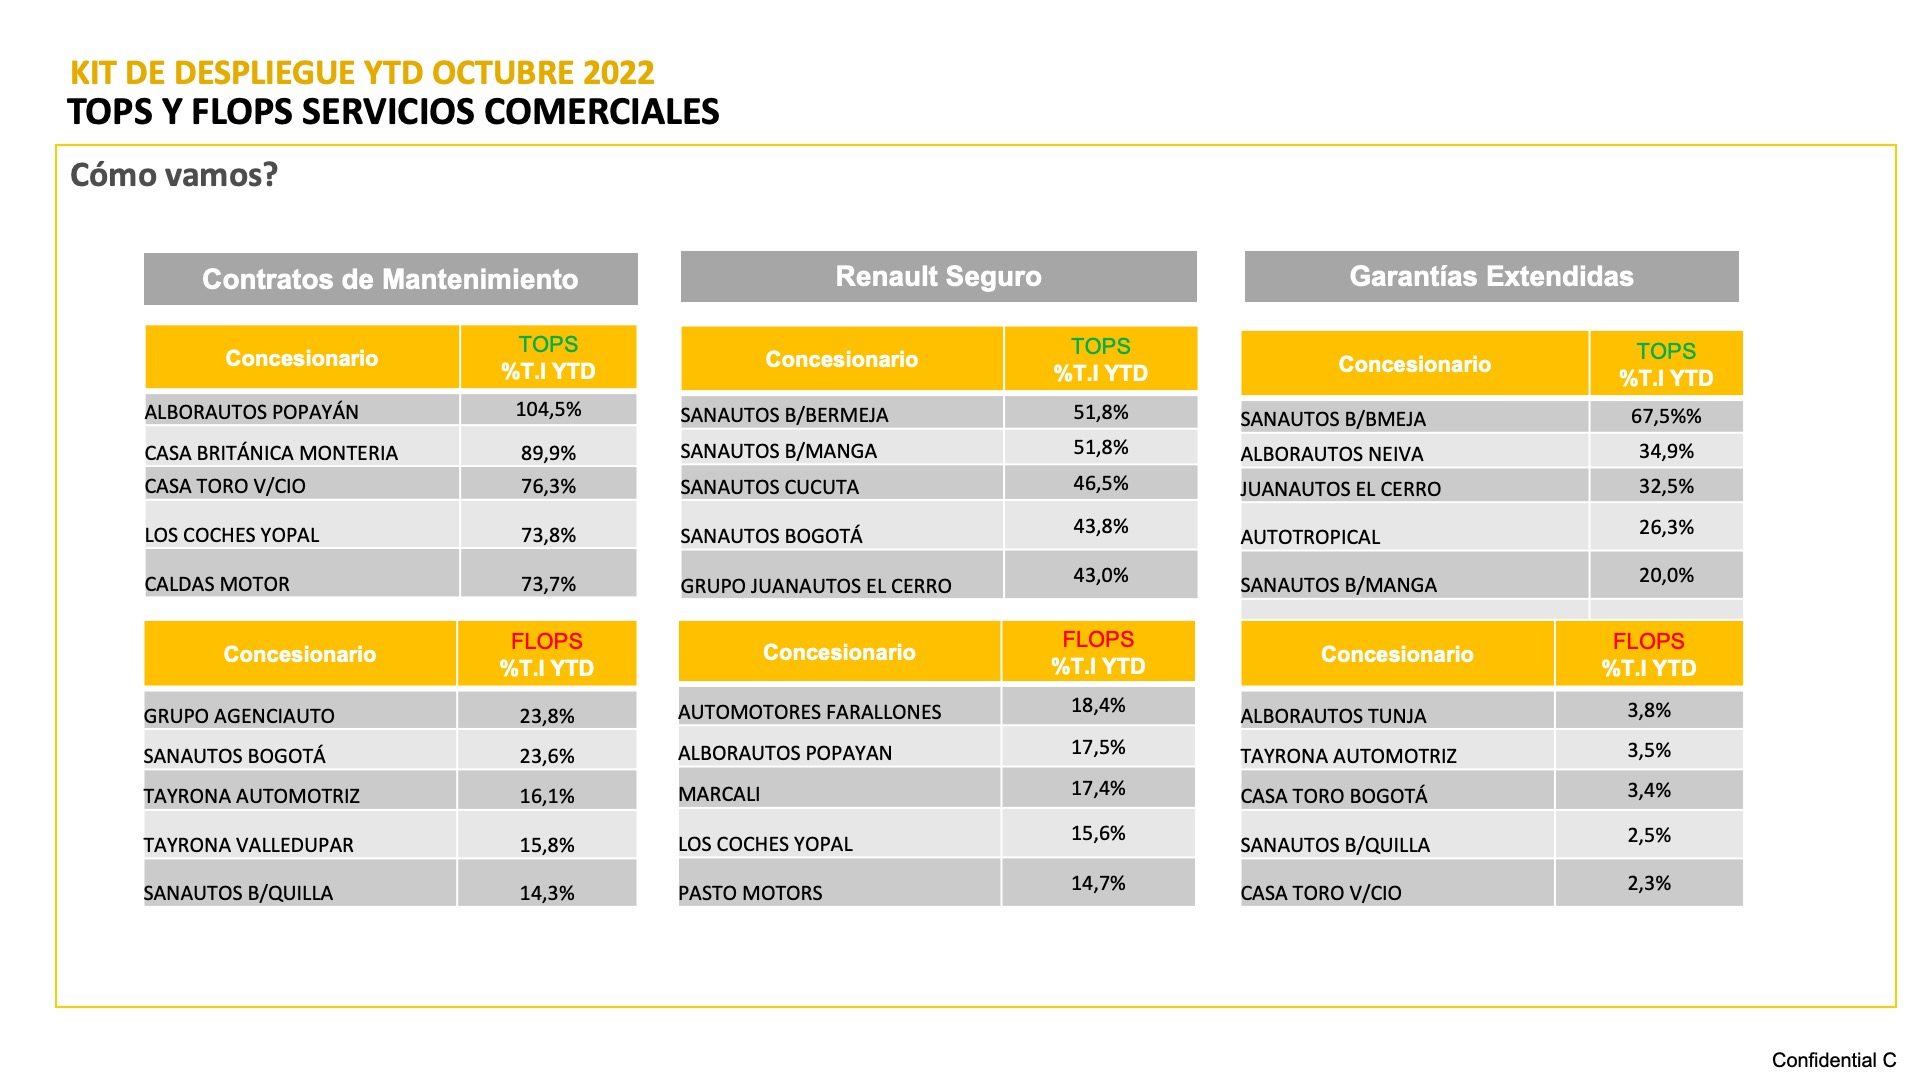 KIT DE DESPLIEGUE YTD OCTUBRE 2022
TOPS Y FLOPS SERVICIOS COMERCIALES
Cómo vamos?
Contratos de Mantenimiento
Concesionario TOPS
%T.I YTD
ALBORAUTOS POPAYÁN 104,5%
CASA BRITÁNICA MONTERIA 89,9%
CASA TORO V/CIO 76,3%
LOS COCHES YOPAL 73,8%
CALDAS MOTOR 73,7%
Concesionario FLOPS
%T.I YTD
GRUPO AGENCIAUTO 23,8%
SANAUTOS BOGOTÁ 23,6%
TAYRONA AUTOMOTRIZ 16,1%
TAYRONA VALLEDUPAR 15,8%
SANAUTOS B/QUILLA 14,3%
Renault Seguro
Concesionario TOPS
%T.I YTD
SANAUTOS B/BERMEJA 51,8%
SANAUTOS B/MANGA 51,8%
SANAUTOS CUCUTA 46,5%
SANAUTOS BOGOTÁ 43,8%
GRUPO JUANAUTOS EL CERRO 43,0%
Concesionario FLOPS
%T.I YTD
AUTOMOTORES FARALLONES 18,4%
ALBORAUTOS POPAYAN 17,5%
MARCALI 17,4%
LOS COCHES YOPAL 15,6%
PASTO MOTORS 14,7%
Garantías Extendidas
Concesionario TOPS
%T.I YTD
SANAUTOS B/BMEJA 67,5%%
ALBORAUTOS NEIVA 34,9%
JUANAUTOS EL CERRO 32,5%
AUTOTROPICAL 26,3%
SANAUTOS B/MANGA 20,0%
Concesionario FLOPS
%T.I YTD
ALBORAUTOS TUNJA 3,8%
TAYRONA AUTOMOTRIZ 3,5%
CASA TORO BOGOTÁ 3,4%
SANAUTOS B/QUILLA 2,5%
CASA TORO V/CIO 2,3%
Confidential C